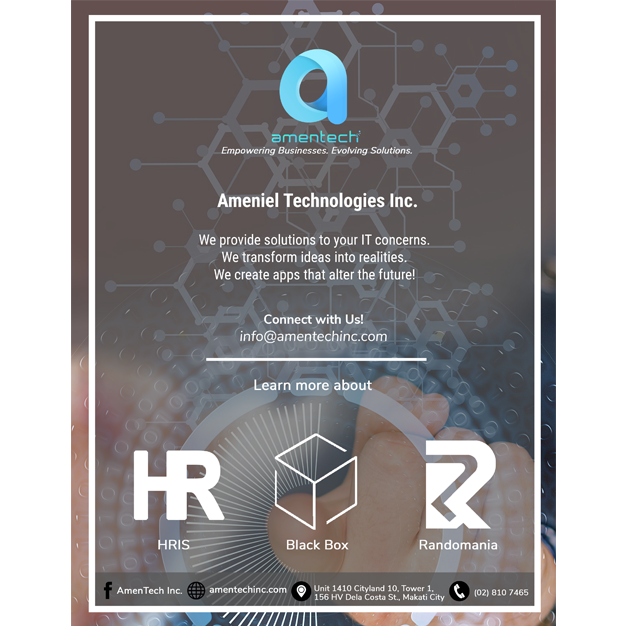 amentech
Empowering Businesses. Evolving Solutions.
Ameniel Technologies Inc.
We provide solutions to your IT concerns.
We transform ideas into realities.
We create apps that alter the future!
Connect with Us!
info@amentechinc.com
Learn more about
HR
R
HRIS Black Box Randomania
AmenTech Inc. amentechinc.com Unit 1410 Cityland 10, Tower 1, (02) 810 7465
156 HV Dela Costa St., Makati City